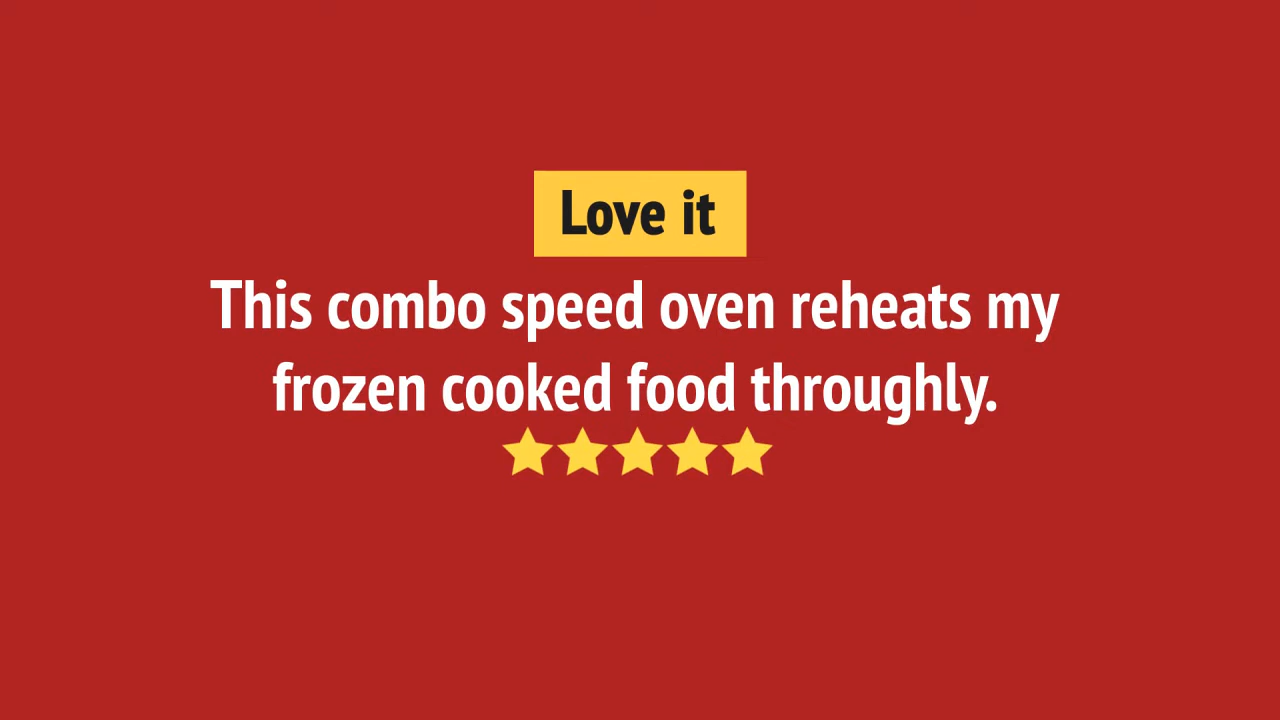 Love it
This combo speed oven reheats my
frozen cooked food throughly.